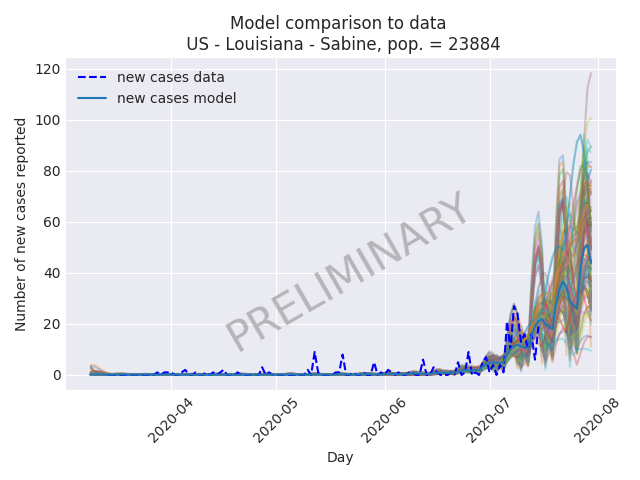 Model comparison to data
US - Louisiana - Sabine, pop. = 23884
120
100
80
60
40
20
0
Number of new cases reported
new cases data
new cases model
PRELIMINARY
2020-04
2020-05
2020-06
2020-07
2020-08
Day